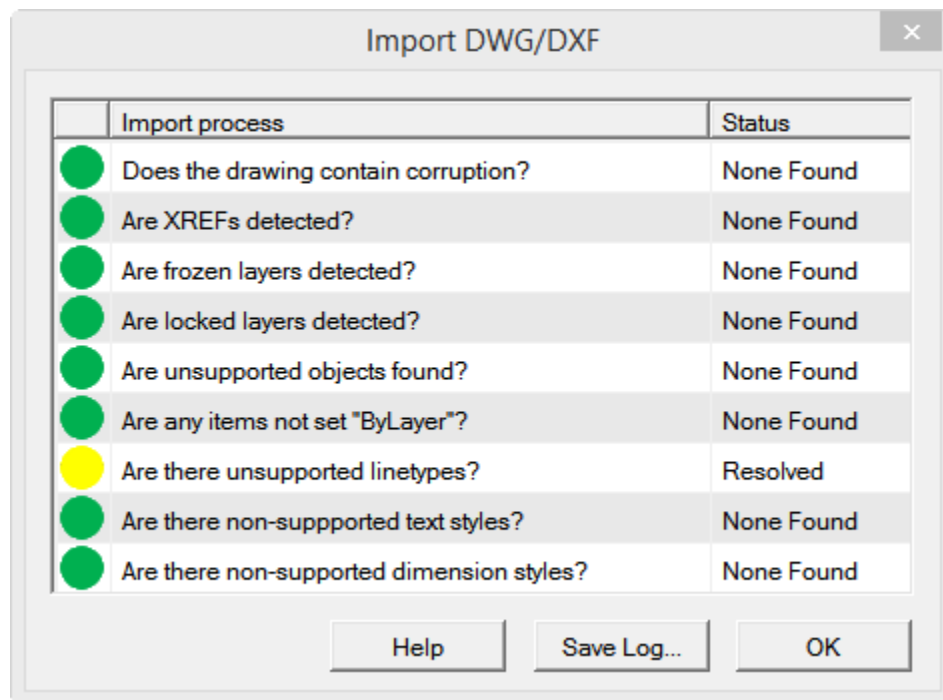 Import DWG/DXF
Import process Status
Does the drawing contain corruption? None Found
Are XREFs detected? None Found
Are frozen layers detected? None Found
Are locked layers detected? None Found
Are unsupported objects found? None Found
Are any items not set "ByLayer"? None Found
Are there unsupported linetypes? Resolved
Are there non-suppported text styles? None Found
Are there non-supported dimension styles? None Found
Help Save Log... OK